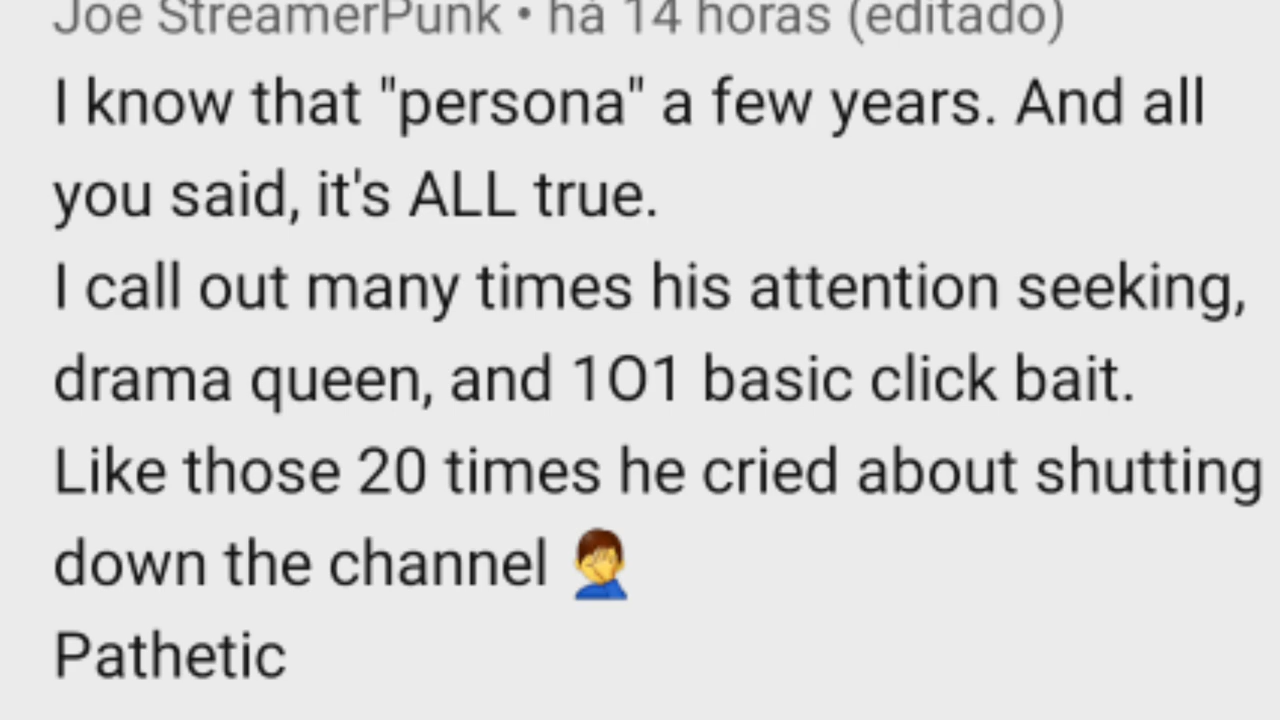 Joe StreamerPunk • há 14 horas (editado)
I know that "persona" a few years. And all
you said, it's ALL true.
I call out many times his attention seeking,
drama queen, and 1O1 basic click bait.
Like those 20 times he cried about shutting
down the channel 🤦‍♂️
Pathetic